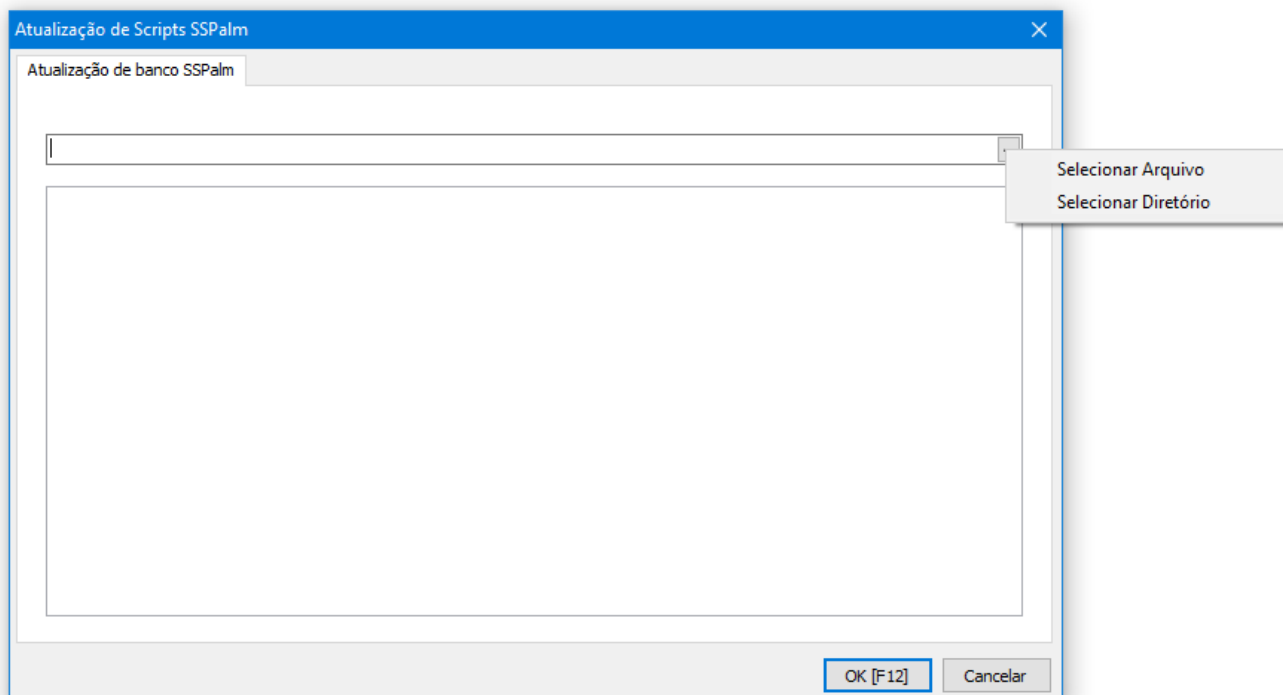 Atualização de Scripts SSPalm
Atualização de banco SSPalm
Selecionar Arquivo
Selecionar Diretório
OK [F12]
Cancelar